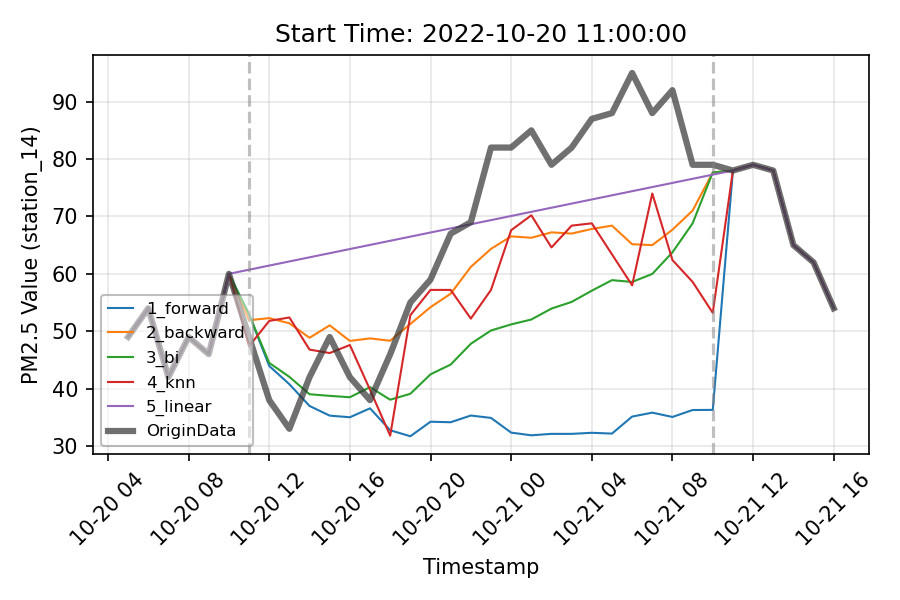 Start Time: 2022-10-20 11:00:00
PM2.5 Value (station_14)
90
80
70
60
50
40
30
1_forward
2_backward
3_bi
4_knn
5_linear
OriginData
10-20 04
10-20 08
10-20 12
10-20 16
10-20 20
10-21 00
10-21 04
10-21 08
10-21 12
10-21 16
Timestamp